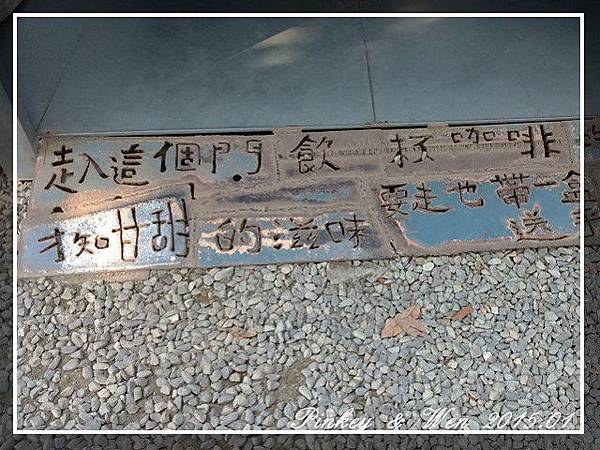 走入這個門 飲 杯咖啡
才知甘甜的滋味
要走也帶一盒
送
Pinkey & Wen 2015.01